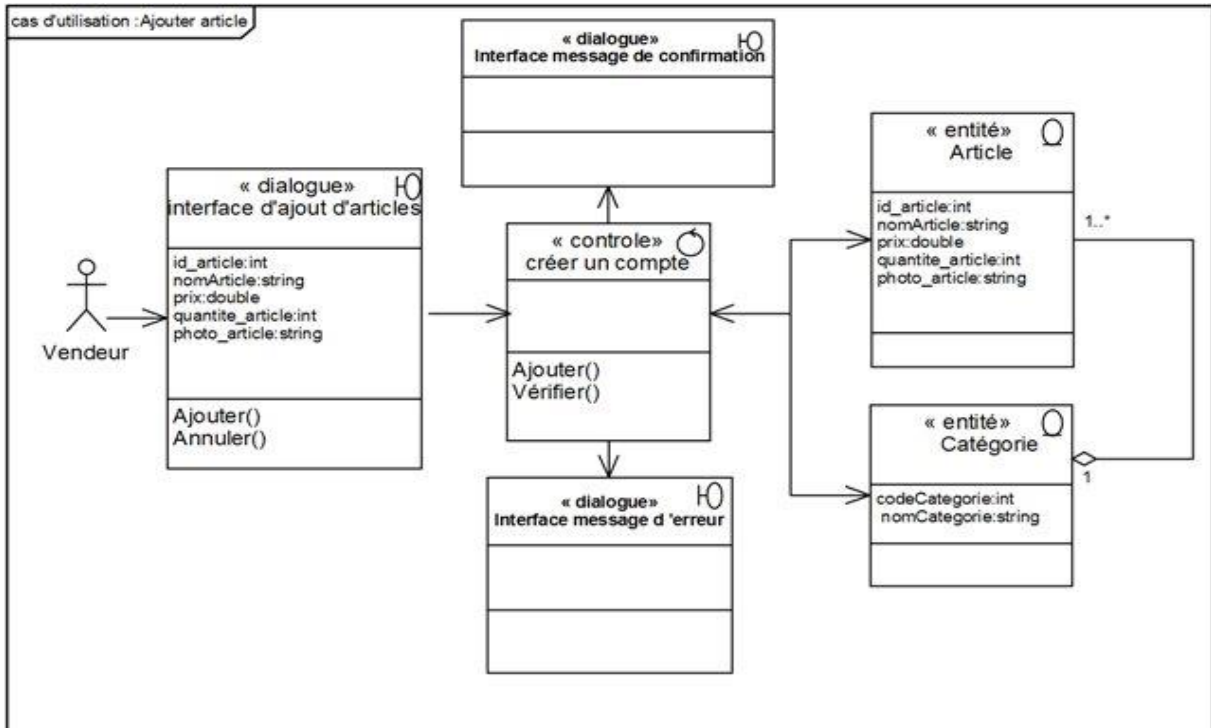 cas d'utilisation :Ajouter article
« dialogue»
Interface message de confirmation
« dialogue»
interface d'ajout d'articles
id_article:int
nomArticle:string
prix:double
quantite_article:int
photo_article:string
Ajouter()
Annuler()
Vendeur
« controle»
créer un compte
Ajouter()
Vérifier()
« dialogue»
Interface message d 'erreur
« entité»
Article
id_article:int
nomArticle:string
prix:double
quantite_article:int
photo_article:string
1..*
« entité»
Catégorie
1
codeCategorie:int
nomCategorie:string